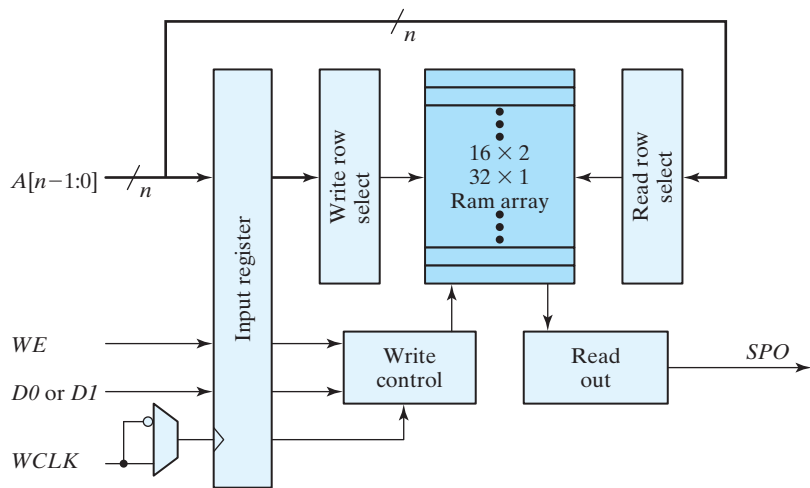 n
A[n−1:0]
n
Input register
Write row
select
16 × 2
32 × 1
Ram array
Read row
select
WE
D0 or D1
WCLK
Write
control
Read
out
SPO